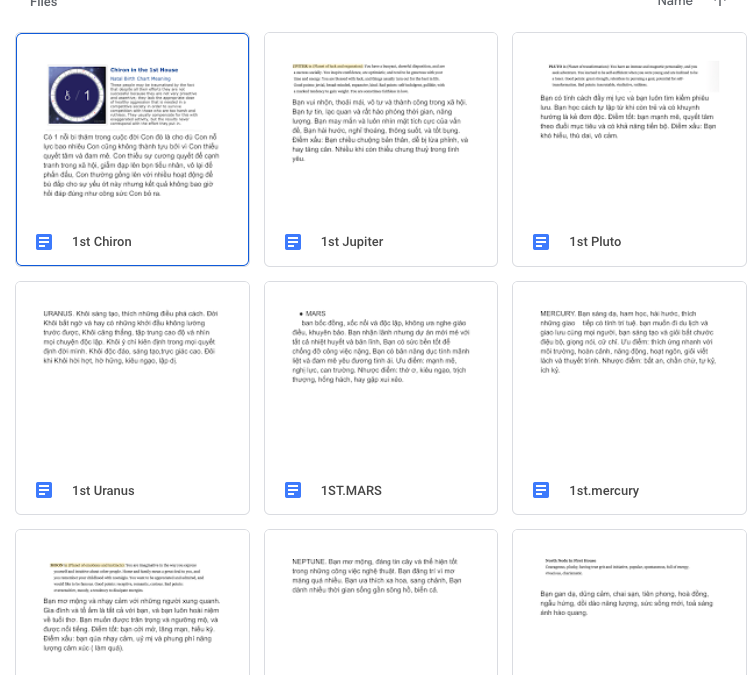 Files
Name
Chiron in the 1st House
Natal Birth Chart Meaning
1
Có 1 nỗi bi thảm trong cuộc đời Con đó là cho dù Con nỗ
lực bao nhiêu Con cũng không thành tựu bởi vì Con thiếu
quyết tâm và đam mê. Con thiếu sự cương quyết để cạnh
tranh trong xã hội, giẫm đạp lên bọn tiểu nhân, vô lại để
phấn đấu, Con thường gồng lên với nhiều hoạt động để
bù đắp cho sự yếu ớt này nhưng kết quả không bao giờ
hồi đáp đúng như công sức Con bỏ ra.
1st Chiron
Bạn vui nhộn, thoải mái, vô tư và thành công trong xã hội.
Bạn tự tin, lạc quan và rất hào phóng thời gian, năng
lượng. Bạn may mắn và luôn nhìn mặt tích cực của vấn
đề, Bạn hài hước, nghĩ thoáng, thông suốt, và tốt bụng.
Điểm xấu: Bạn chiều chuộng bản thân, dễ bị phù phiếm, và
hay tăng cân. Nhiều khi còn thiếu chung thuỷ trong tình
yêu.
1st Jupiter
Bạn có tính cách đầy mị lực và bạn luôn tìm kiếm phiêu
lưu. Bạn học cách tự lập từ khi còn trẻ và có khuynh
hướng là kẻ đơn độc. Điểm tốt: bạn mạnh mẽ, quyết tâm
theo đuổi mục tiêu và có khả năng tiến bộ. Điểm xấu: Bạn
khó hiểu, thù dai, vô cảm.
1st Pluto
URANUS. Khôi sáng tạo, thích những điều phá cách. Đời
Khôi bất ngờ và hay có những khởi đầu không lường
trước được, Khôi căng thẳng, tập trung cao độ và nhìn
mọi chuyện độc lập. Khôi ý chí kiên định trong mọi quyết
định đời mình. Khôi độc đáo, sáng tạo,trực giác cao. Đôi
khi Khôi hời hợt, hờ hững, kiêu ngạo, lập dị.
1st Uranus
● MARS
bạn bốc đồng, xốc nổi và độc lập, không ưa nghe giáo
điều, khuyên bảo. Bạn nhận lãnh nhưng dự án mới mẻ với
tất cả nhiệt huyết và bản lĩnh, Bạn có sức bền tốt để
chống đỡ công việc nặng, Bạn có bản năng dục tính mãnh
liệt và đam mê yêu đương tình ái. Ưu điểm: mạnh mẽ,
nghị lực, can trường. Nhược điểm: thờ ơ, kiêu ngạo, trịch
thượng, hống hách, hay gặp xui xẻo.
1ST.MARS
MERCURY. Bạn sáng dạ, ham học, hài hước, thích
những giao tiếp có tính trí tuệ. bạn muốn đi du lịch và
giao lưu cùng mọi người, bạn sáng tạo và giỏi bắt chước
điệu bộ, giọng nói, cử chỉ. Ưu điểm: thích ứng nhanh với
môi trường, hoàn cảnh, năng động, hoạt ngôn, giỏi viết
lách và thuyết trình. Nhược điểm: bất an, chần chừ, tự kỷ,
ích kỷ.
1st.mercury
Bạn mơ mộng và nhạy cảm với những người xung quanh.
Gia đình và tổ ấm là tất cả với bạn, và bạn luôn hoài niệm
về tuổi thơ. Bạn muốn được trân trọng và ngưỡng mộ, và
được nổi tiếng. Điểm tốt: bạn cởi mở, lãng mạn, hiếu kỳ.
Điểm xấu: bạn qúa nhạy cảm, uỷ mị và phung phí năng
lượng cảm xúc ( làm quá).
NEPTUNE. Bạn mơ mộng, đáng tin cậy và thể hiện tốt
trong những công việc nghệ thuật. Bạn đãng trí vì mơ
màng quá nhiều. Bạn ưa thích xa hoa, sang chảnh, Bạn
dành nhiều thời gian sống gần sông hồ, biển cả.
North Node in First House
Bạn gan dạ, dũng cảm, chai sạn, tiên phong, hoà đồng,
ngẫu hứng, dồi dào năng lượng, sức sống mới, toả sáng
ánh hào quang.